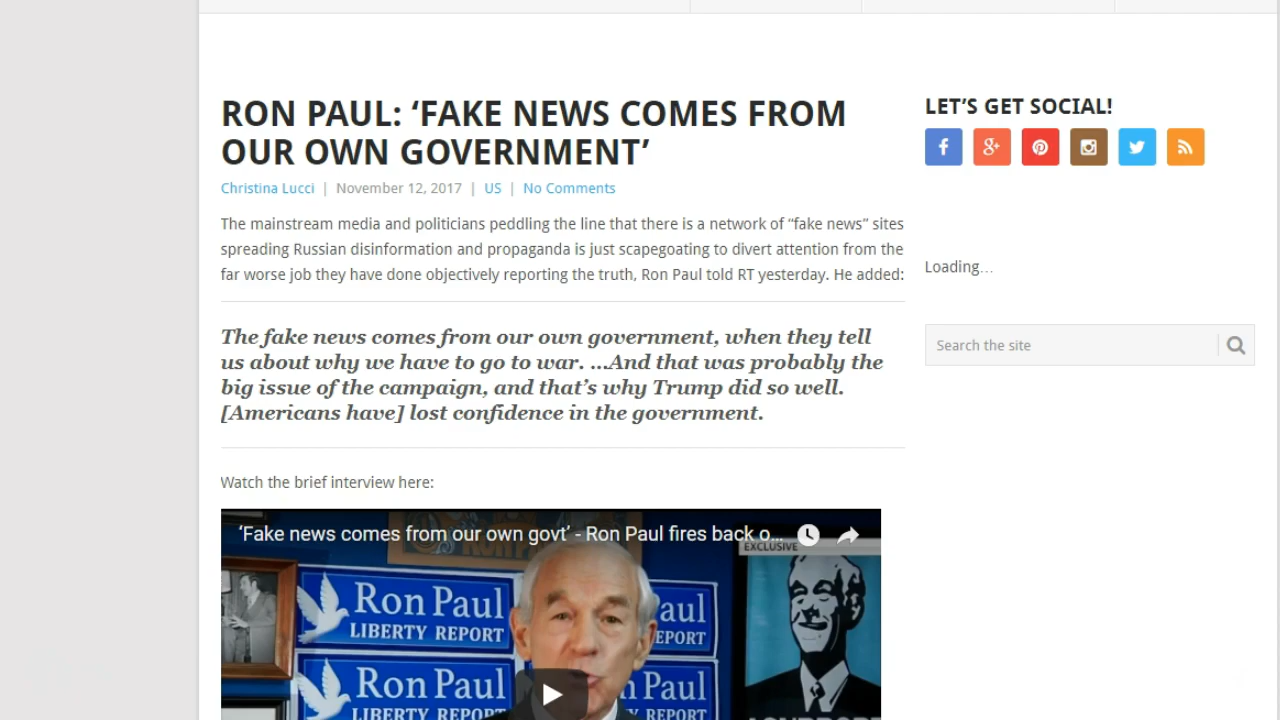 RON PAUL: ‘FAKE NEWS COMES FROM
OUR OWN GOVERNMENT’
Christina Lucci | November 12, 2017 | US | No Comments
The mainstream media and politicians peddling the line that there is a network of “fake news” sites
spreading Russian disinformation and propaganda is just scapegoating to divert attention from the
far worse job they have done objectively reporting the truth, Ron Paul told RT yesterday. He added:
The fake news comes from our own government, when they tell
us about why we have to go to war. …And that was probably the
big issue of the campaign, and that’s why Trump did so well.
[Americans have] lost confidence in the government.
Watch the brief interview here:
‘Fake news comes from our own govt’ - Ron Paul fires back o...
EXCLUSIVE
Ron Paul
LIBERTY REPORT
Paul
REPORT
Ron Paul
LIBERTY REPORT
Paul
REPORT
LET’S GET SOCIAL!
Loading...
Search the site